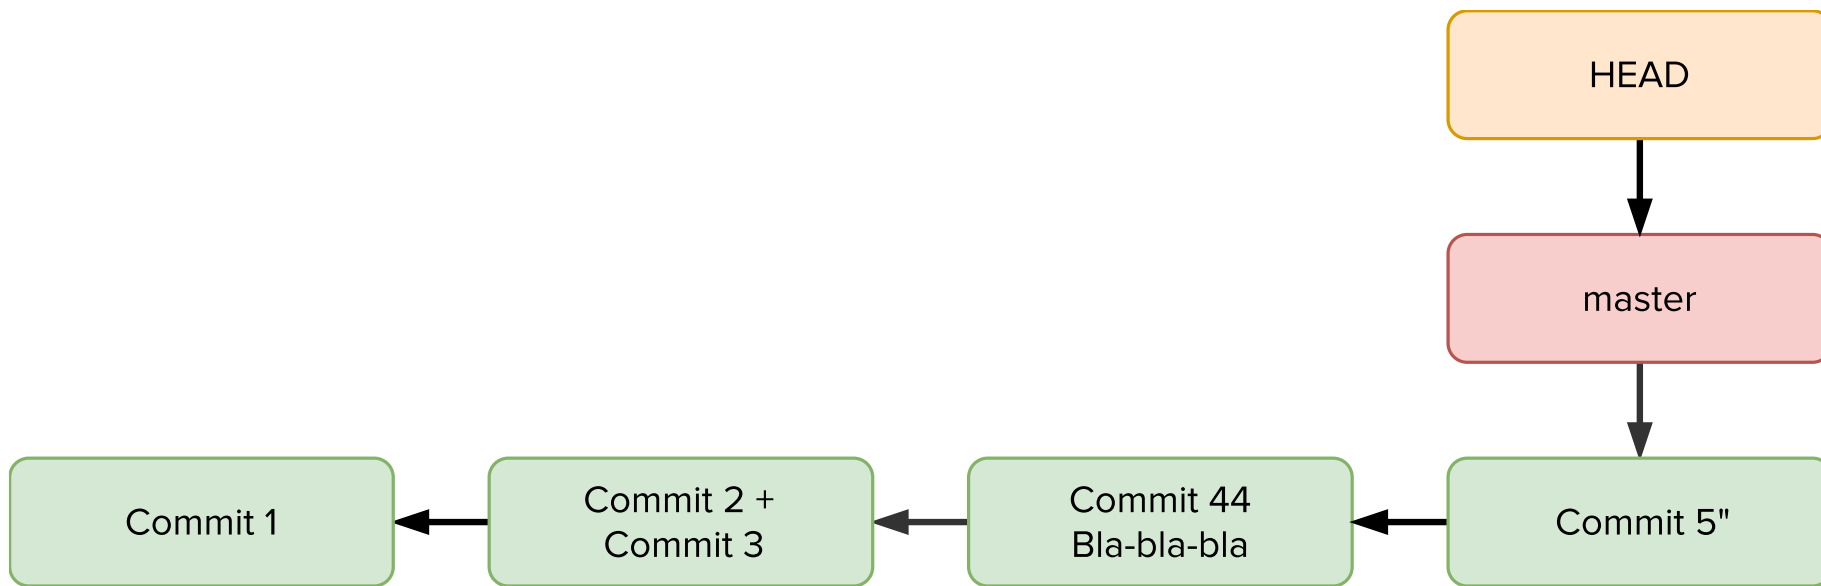 HEAD
master
Commit 1
Commit 2 +
Commit 3
Commit 44
Bla-bla-bla
Commit 5"